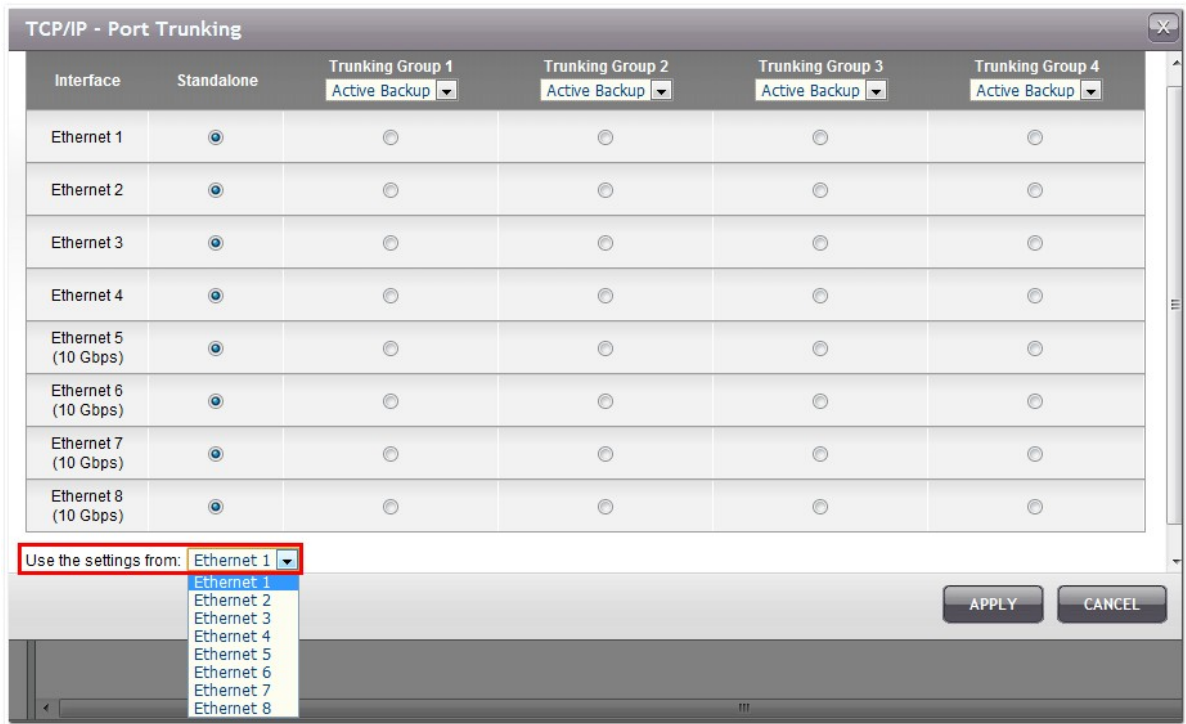 TCP/IP - Port Trunking
X
Interface Standalone Trunking Group 1 Trunking Group 2 Trunking Group 3 Trunking Group 4
Active Backup Active Backup Active Backup Active Backup
Ethernet 1
Ethernet 2
Ethernet 3
Ethernet 4
Ethernet 5
(10 Gbps)
Ethernet 6
(10 Gbps)
Ethernet 7
(10 Gbps)
Ethernet 8
(10 Gbps)
Use the settings from: Ethernet 1
Ethernet 1
Ethernet 2
Ethernet 3
Ethernet 4
Ethernet 5
Ethernet 6
Ethernet 7
Ethernet 8
APPLY CANCEL